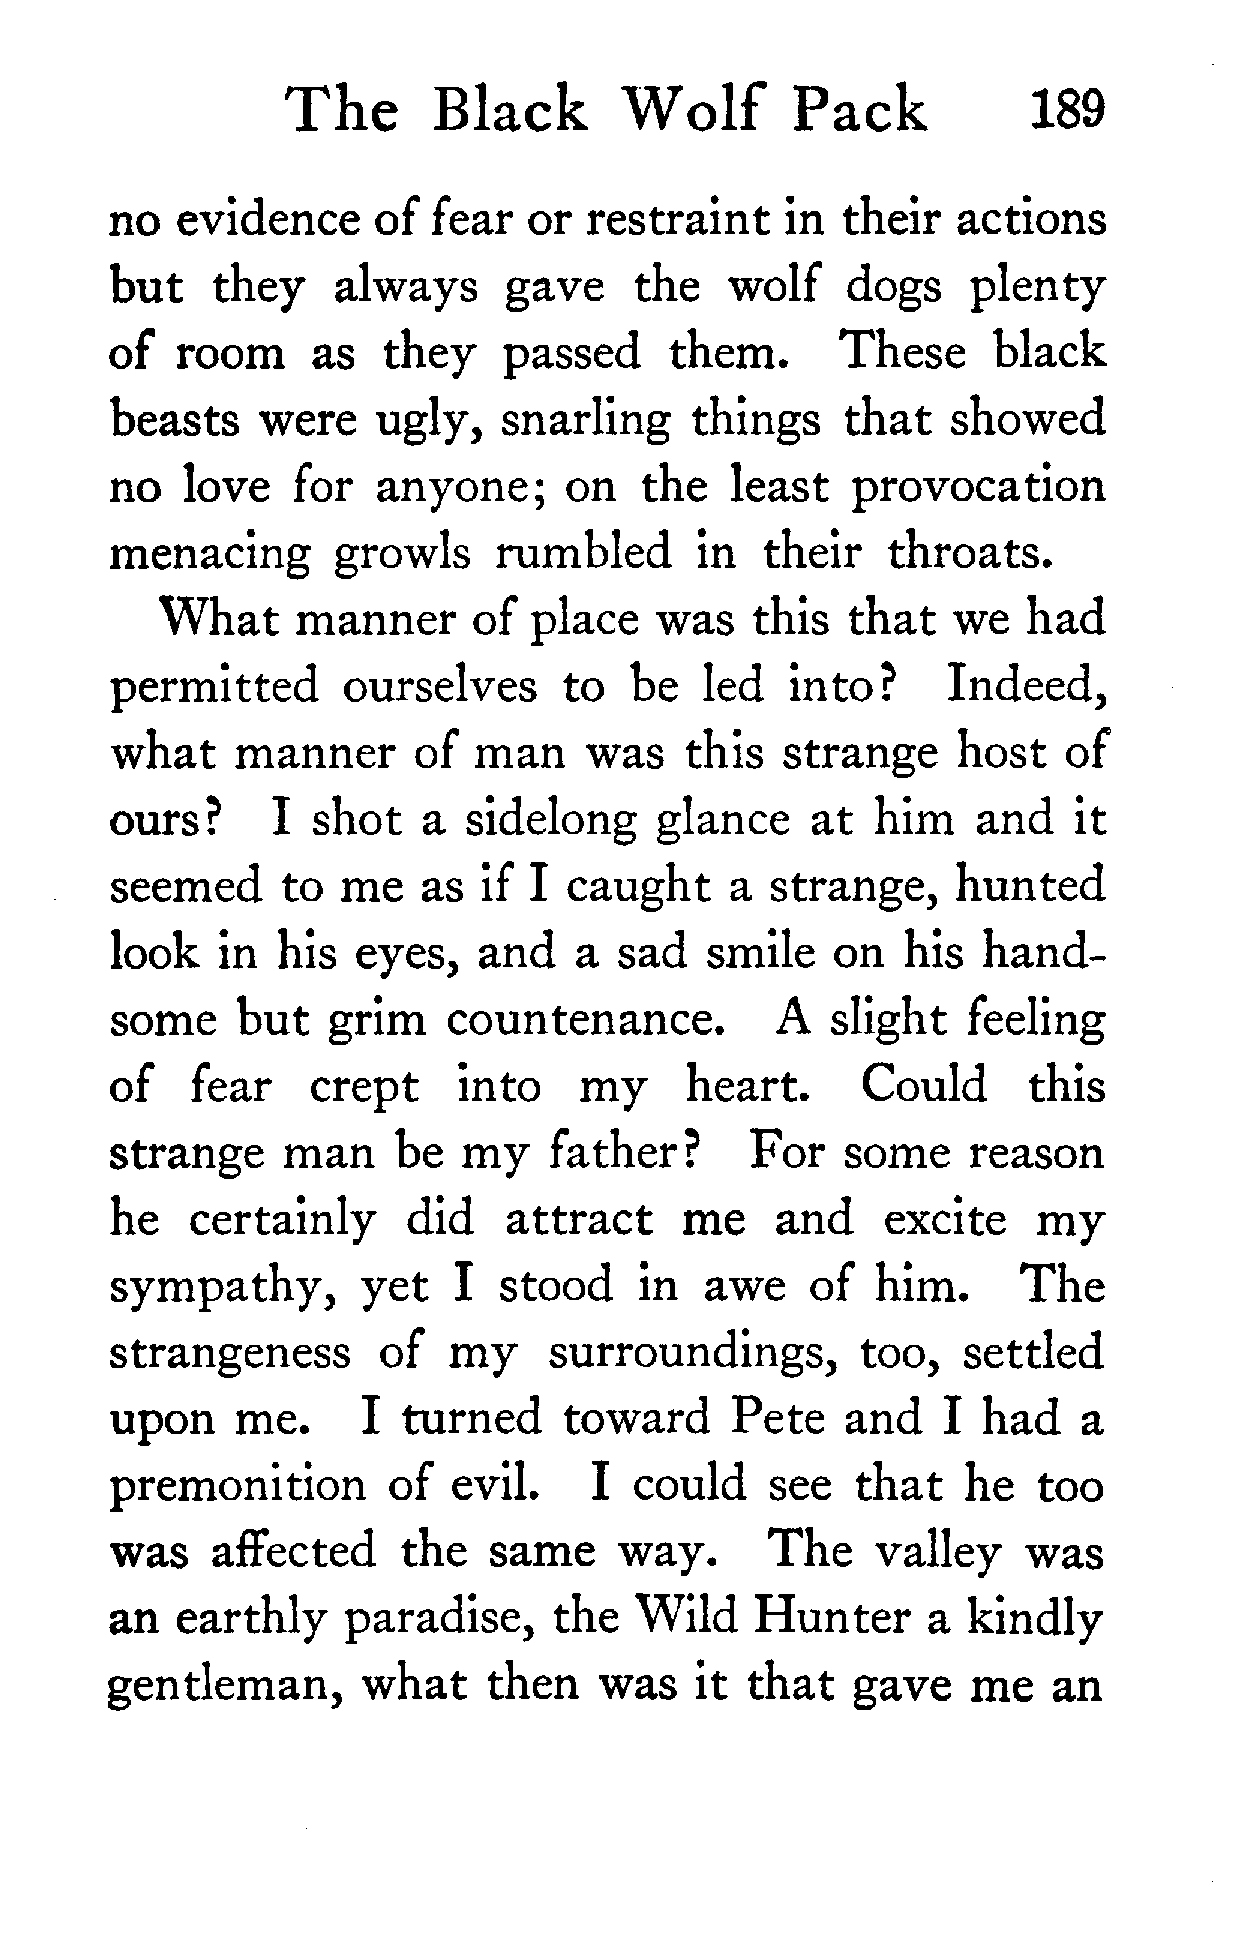 The Black Wolf Pack 189
no evidence of fear or restraint in their actions
but they always gave the wolf dogs plenty
of room as they passed them. These black
beasts were ugly, snarling things that showed
no love for anyone; on the least provocation
menacing growls rumbled in their throats.
What manner of place was this that we had
permitted ourselves to be led into? Indeed,
what manner of man was this strange host of
ours? I shot a sidelong glance at him and it
seemed to me as if I caught a strange, hunted
look in his eyes, and a sad smile on his hand-
some but grim countenance. A slight feeling
of fear crept into my heart. Could this
strange man be my father? For some reason
he certainly did attract me and excite my
sympathy, yet I stood in awe of him. The
strangeness of my surroundings, too, settled
upon me. I turned toward Pete and I had a
premonition of evil. I could see that he too
was affected the same way. The valley was
an earthly paradise, the Wild Hunter a kindly
gentleman, what then was it that gave me an